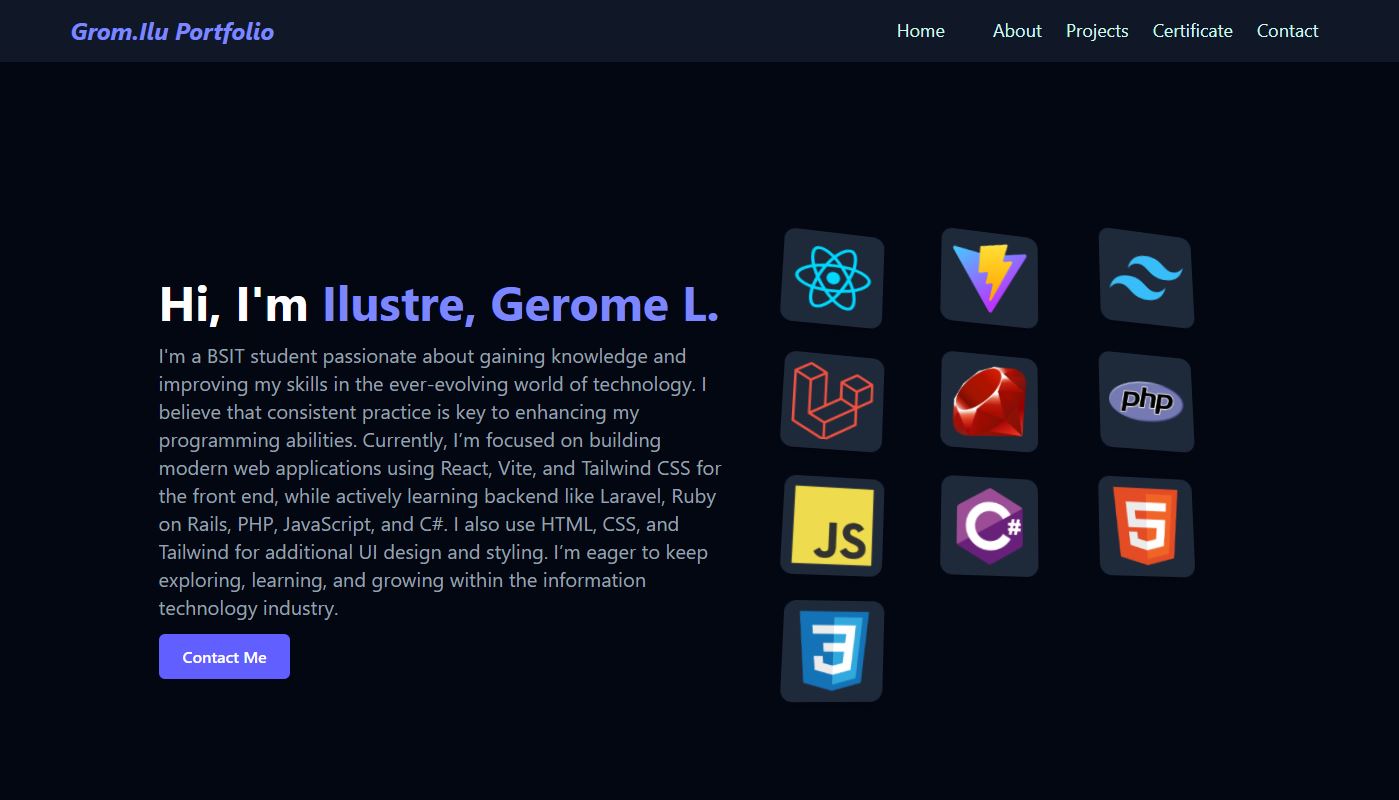 Grom.Ilu Portfolio
Home About Projects Certificate Contact
Hi, I'm Ilustre, Gerome L.
I'm a BSIT student passionate about gaining knowledge and
improving my skills in the ever-evolving world of technology. I
believe that consistent practice is key to enhancing my
programming abilities. Currently, I’m focused on building
modern web applications using React, Vite, and Tailwind CSS for
the front end, while actively learning backend like Laravel, Ruby
on Rails, PHP, JavaScript, and C#. I also use HTML, CSS, and
Tailwind for additional UI design and styling. I’m eager to keep
exploring, learning, and growing within the information
technology industry.
Contact Me
php
JS
C#
5
3